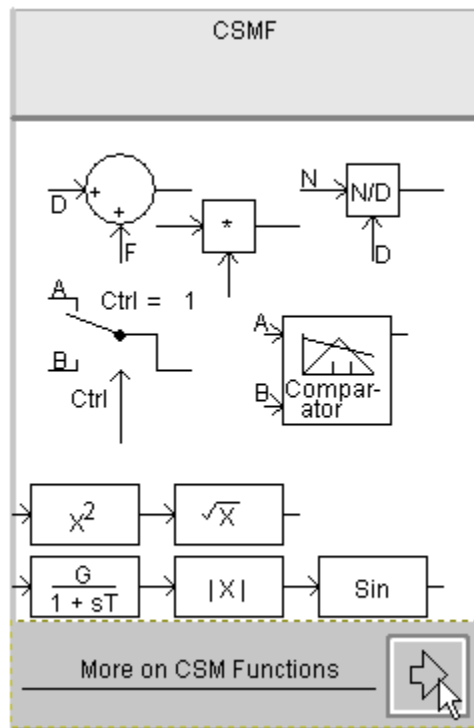 CSMF
D
+
+
F
*
N
N/D
D
A
B
Ctrl = 1
Ctrl
A
B
Compar-
ator
X²
√X
G
1 + sT
|X|
Sin
More on CSM Functions